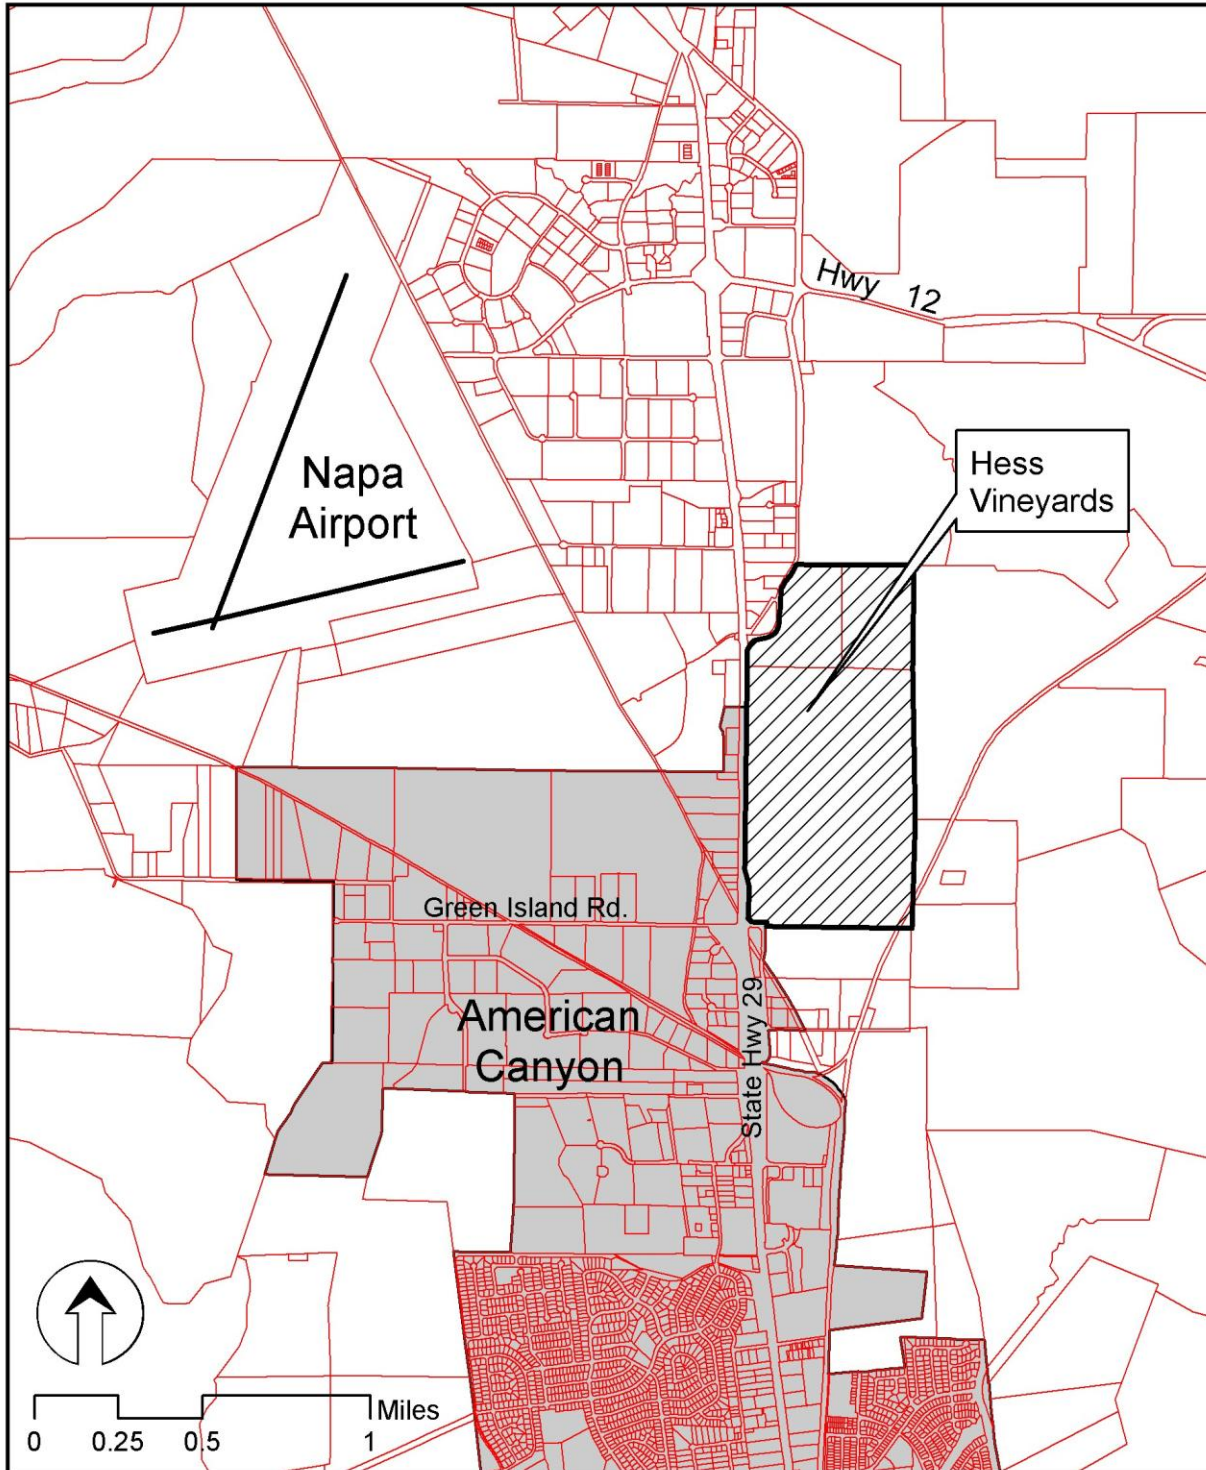 Hwy 12
Napa
Airport
Hess
Vineyards
Green Island Rd.
American
Canyon
State Hwy 29
Miles
0 0.25 0.5 1